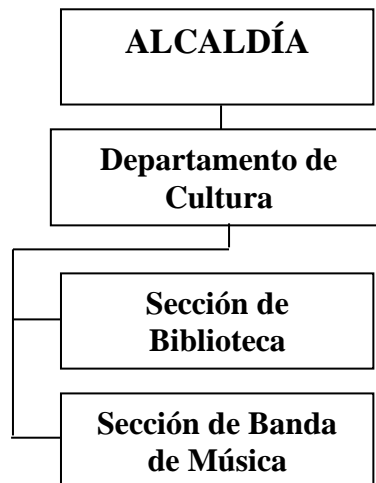 ALCALDÍA
Departamento de
Cultura
Sección de
Biblioteca
Sección de Banda
de Música